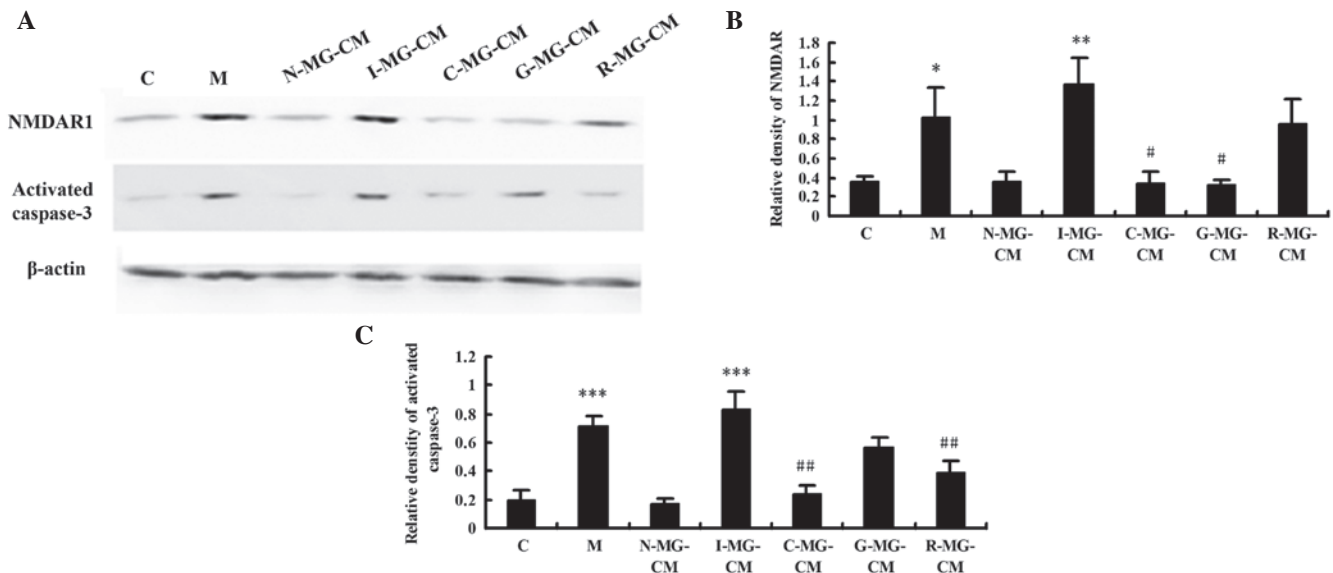 A
C
M
N-MG-CM
I-MG-CM
C-MG-CM
G-MG-CM
R-MG-CM
NMDAR1
Activated
caspase-3
β-actin
B
Relative density of NMDAR
1.8
1.6
1.4
1.2
1
0.8
0.6
0.4
0.2
0
*
**
#
#
C
M
N-MG-
CM
I-MG-
CM
C-MG-
CM
G-MG-
CM
R-MG-
CM
C
Relative denstity of activated
caspase-3
1.2
1
0.8
0.6
0.4
0.2
0
***
***
##
##
C
M
N-MG-
CM
I-MG-
CM
C-MG-
CM
G-MG-
CM
R-MG-
CM